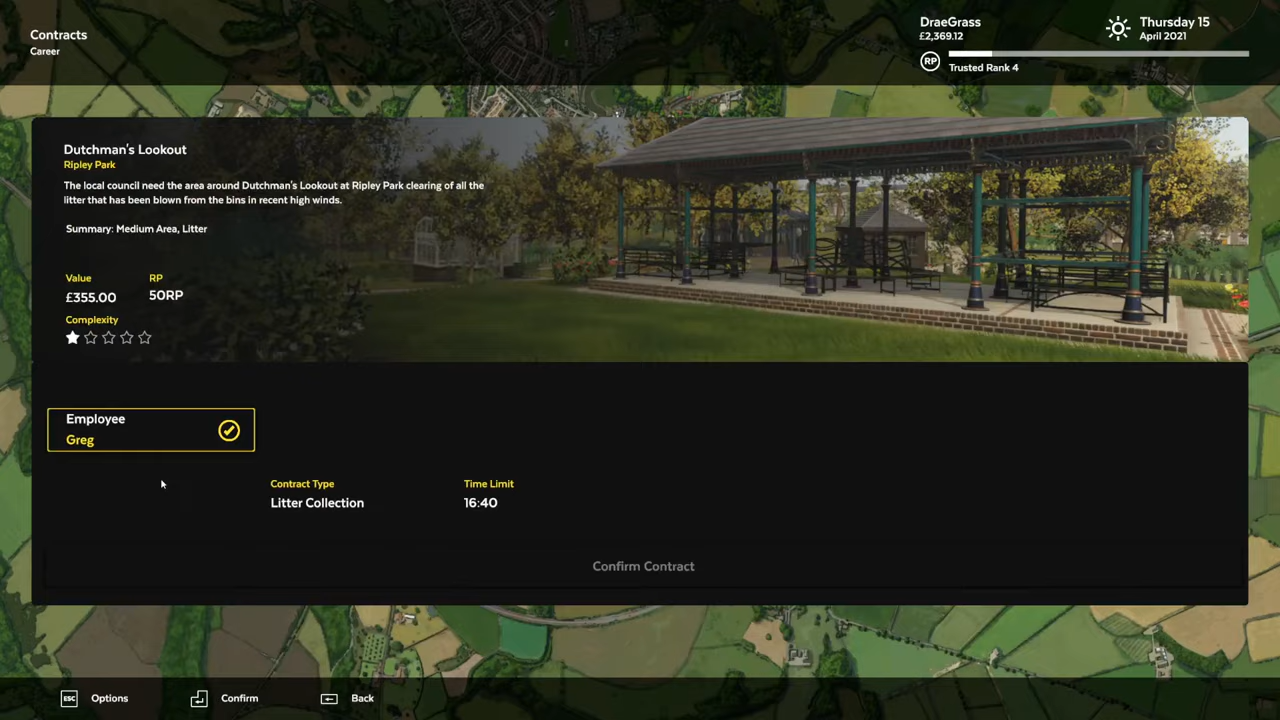 Contracts
Career
DraeGrass
£2,369.12
Thursday 15
April 2021
RP
Trusted Rank 4
Dutchman's Lookout
Ripley Park
The local council need the area around Dutchman's Lookout at Ripley Park clearing of all the
litter that has been blown from the bins in recent high winds.
Summary: Medium Area, Litter
Value
RP
£355.00
50RP
Complexity
Employee
Greg
Contract Type
Time Limit
Litter Collection
16:40
Confirm Contract
ESC Options
Confirm
Back